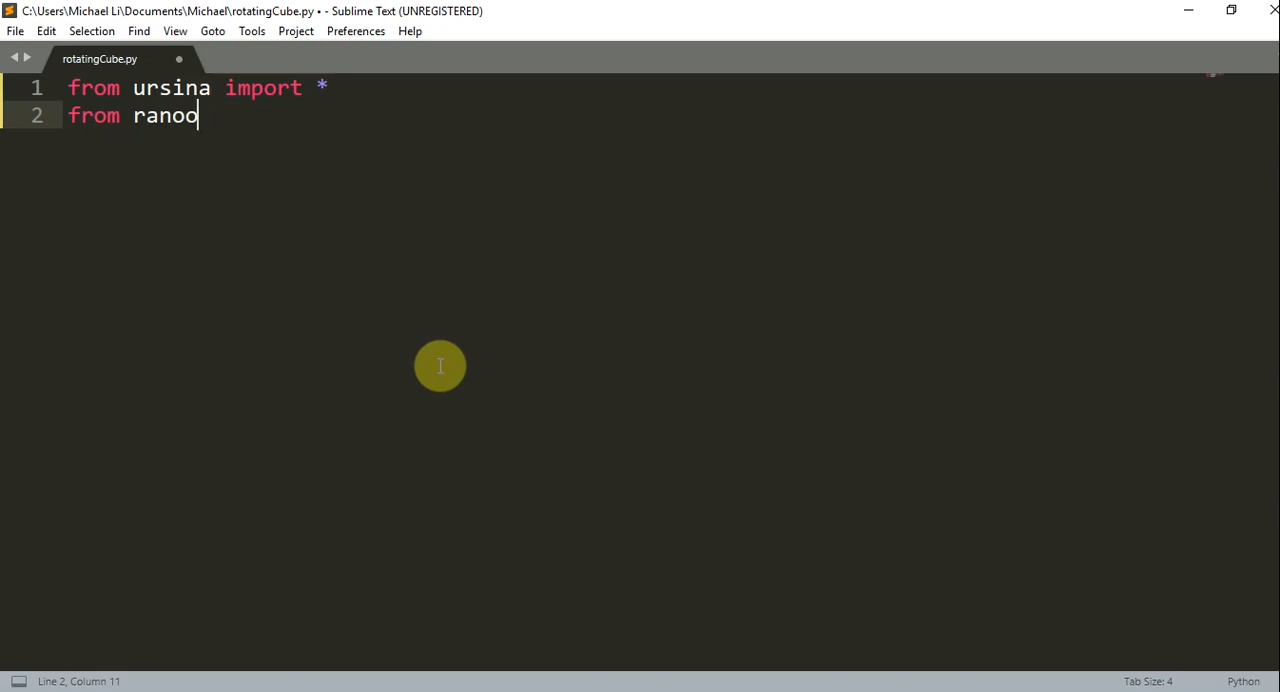 C:\Users\Michael Li\Documents\Michael\rotatingCube.py • - Sublime Text (UNREGISTERED)
File Edit Selection Find View Goto Tools Project Preferences Help
rotatingCube.py
1 from ursina import *
2 from ranoo
Line 2, Column 11 Tab Size: 4 Python